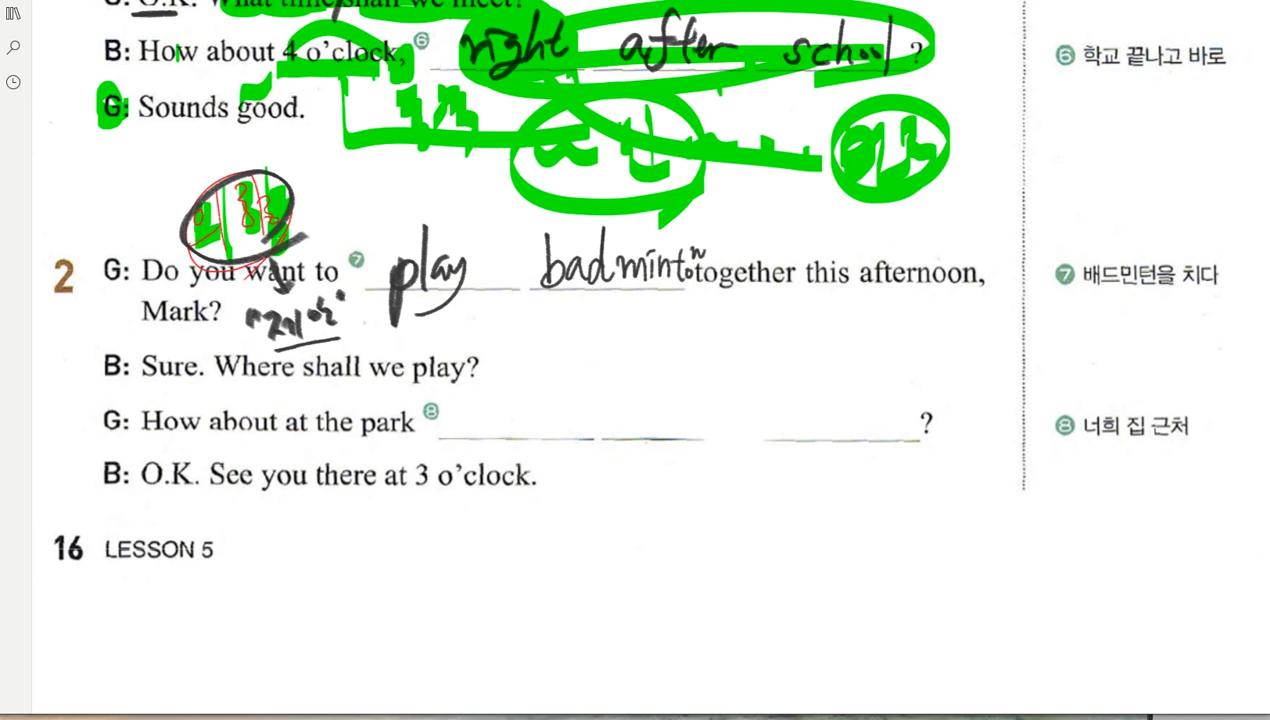 G: O.K. What time shall we meet?
B: How about 4 o'clock, ⑥ right after school ?
⑥ 학교 끝나고 바로
G: Sounds good.
2 G: Do you want to ⑦ play badminton together this afternoon,
⑦ 배드민턴을 치다
Mark?
"제안"
B: Sure. Where shall we play?
G: How about at the park ⑧ ?
⑧ 너희 집 근처
B: O.K. See you there at 3 o'clock.
16 LESSON 5